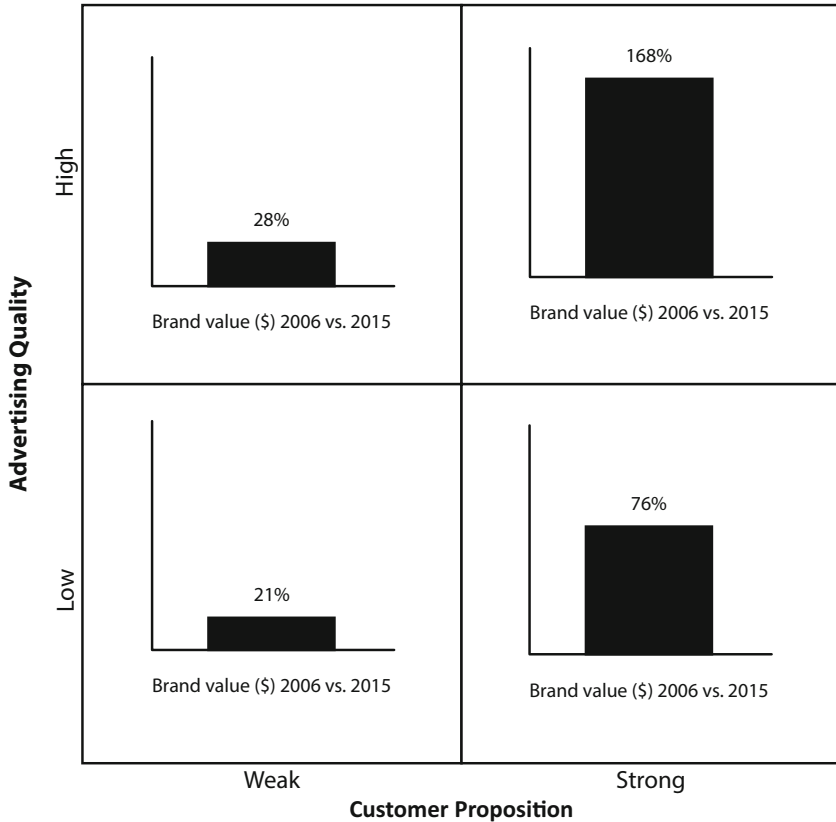 Advertising Quality
High
28%
Brand value ($) 2006 vs. 2015
168%
Brand value ($) 2006 vs. 2015
Low
21%
Brand value ($) 2006 vs. 2015
76%
Brand value ($) 2006 vs. 2015
Weak
Strong
Customer Proposition